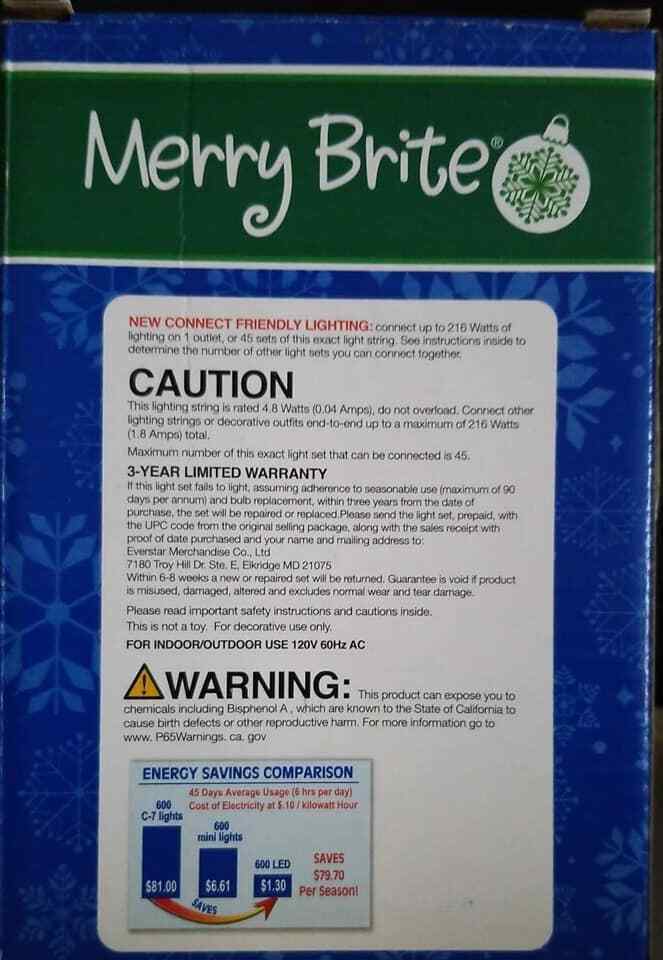 Merry Brite®
NEW CONNECT FRIENDLY LIGHTING: connect up to 216 Watts of
lighting on 1 outlet, or 45 sets of this exact light string. See instructions inside to
determine the number of other light sets you can connect together.
CAUTION
This lighting string is rated 4.8 Watts (0.04 Amps), do not overload. Connect other
lighting strings or decorative outfits end-to-end up to a maximum of 216 Watts
(1.8 Amps) total.
Maximum number of this exact light set that can be connected is 45.
3-YEAR LIMITED WARRANTY
If this light set fails to light, assuming adherence to seasonable use (maximum of 90
days per annum) and bulb replacement, within three years from the date of
purchase, the set will be repaired or replaced.Please send the light set, prepaid, with
the UPC code from the original selling package, along with the sales receipt with
proof of date purchased and your name and mailing address to:
Everstar Merchandise Co., Ltd
7180 Troy Hill Dr. Ste. E, Elkridge MD 21075
Within 6-8 weeks a new or repaired set will be returned. Guarantee is void if product
is misused, damaged, altered and excludes normal wear and tear damage.
Please read important safety instructions and cautions inside.
This is not a toy. For decorative use only.
FOR INDOOR/OUTDOOR USE 120V 60Hz AC
WARNING: This product can expose you to
chemicals including Bisphenol A , which are known to the State of California to
cause birth defects or other reproductive harm. For more information go to
www. P65Warnings. ca. gov
ENERGY SAVINGS COMPARISON
45 Days Average Usage (6 hrs per day)
Cost of Electricity at $.10 / kilowatt Hour
600
C-7 lights
600
mini lights
600 LED
$81.00
$6.61
$1.30
SAVES
SAVES
$79.70
Per Season!